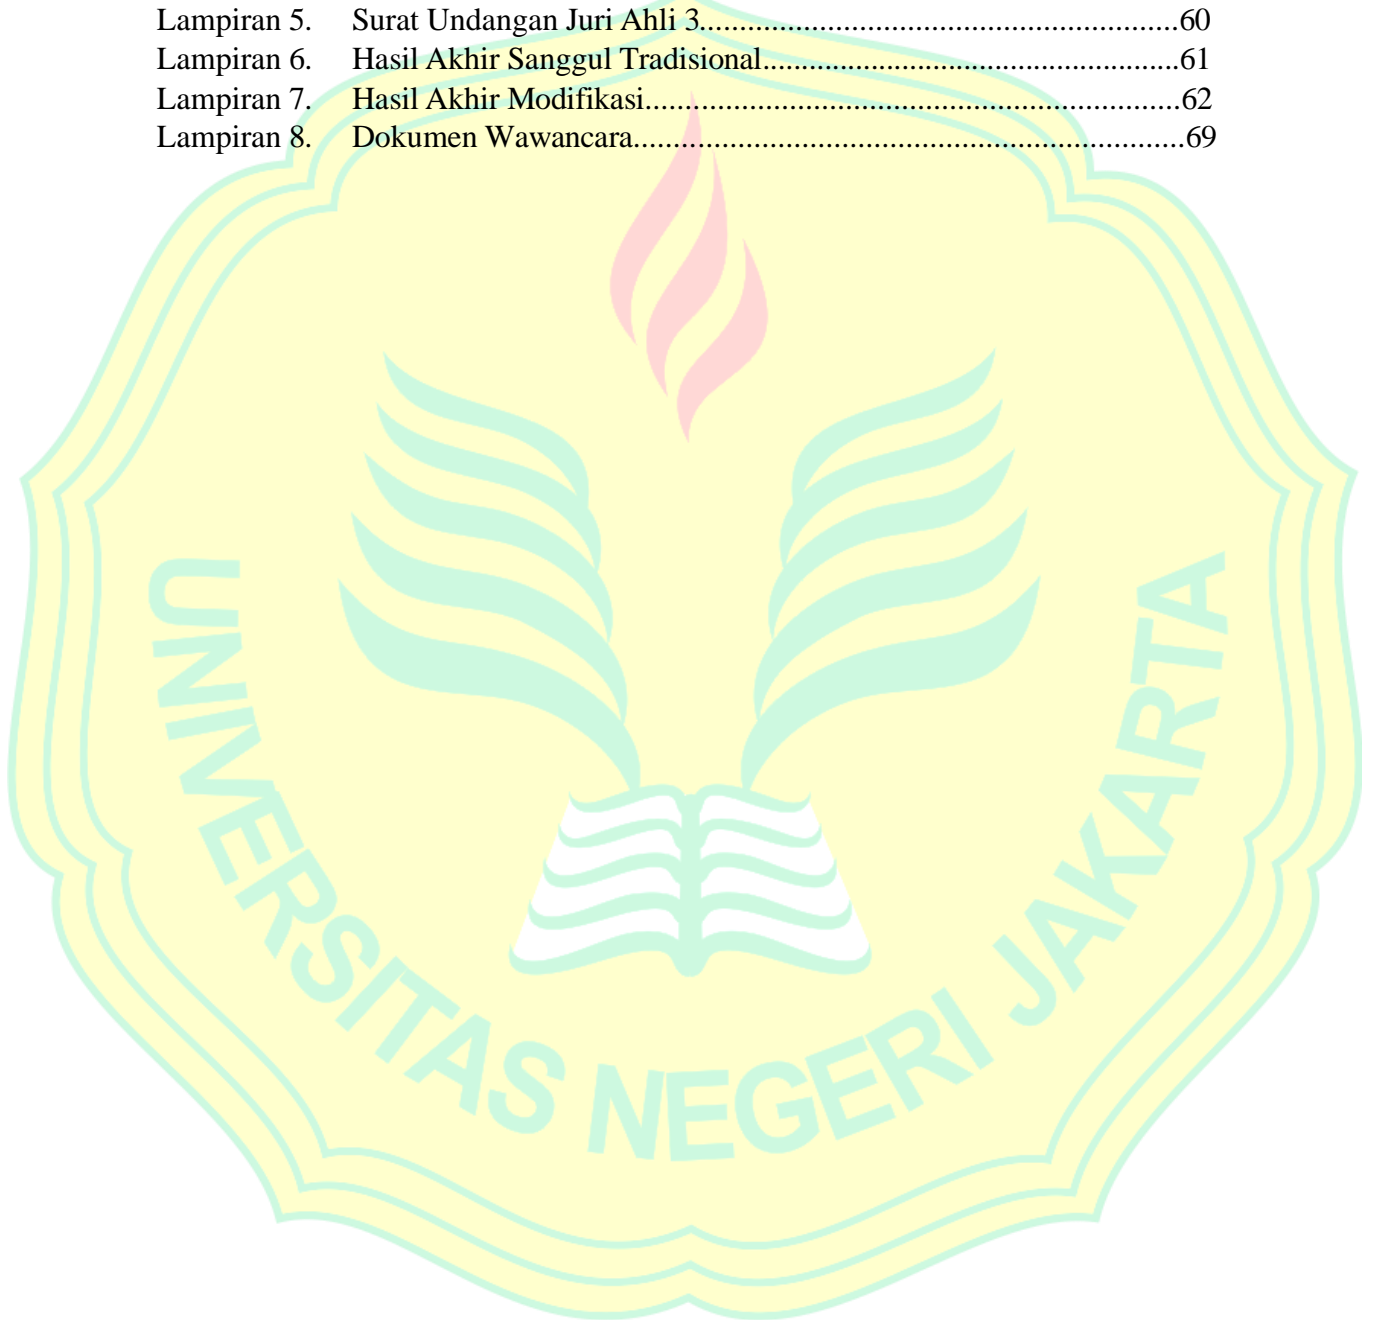 Lampiran 5. Surat Undangan Juri Ahli 3............................................................60
Lampiran 6. Hasil Akhir Sanggul Tradisional....................................................61
Lampiran 7. Hasil Akhir Modifikasi...................................................................62
Lampiran 8. Dokumen Wawancara.....................................................................69
UNIVERSITAS NEGERI JAKARTA